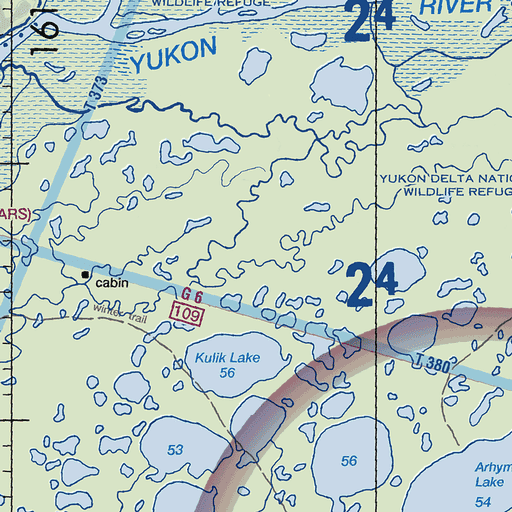 WILDLIFE REFUGE
RIVER
24
161
YUKON
T 373
YUKON DELTA NATIO
WILDLIFE REFUG
ARS)
24
cabin
G 6
109
winter trail
Kulik Lake
56
T 380
53
56
Arhym
Lake
54